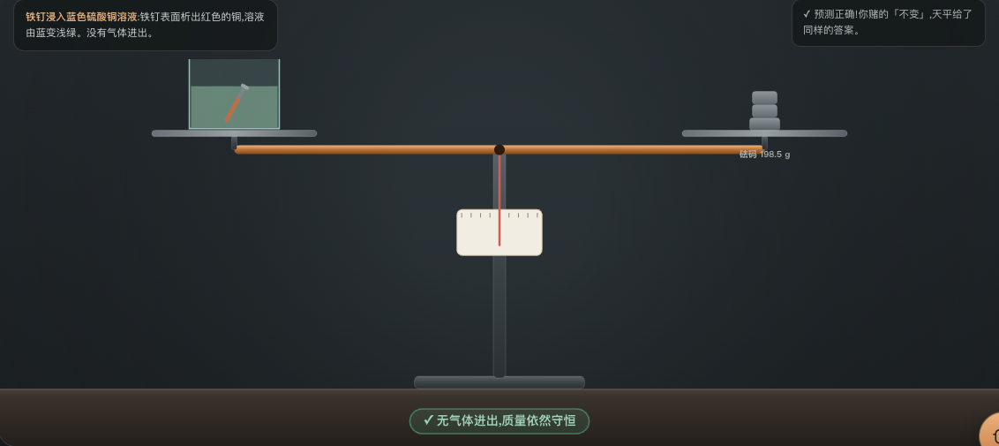 铁钉浸入蓝色硫酸铜溶液:铁钉表面析出红色的铜,溶液
由蓝变浅绿。没有气体进出。
✓ 预测正确!你赌的「不变」,天平给了
同样的答案。
砝码 198.5 g
✓ 无气体进出,质量依然守恒